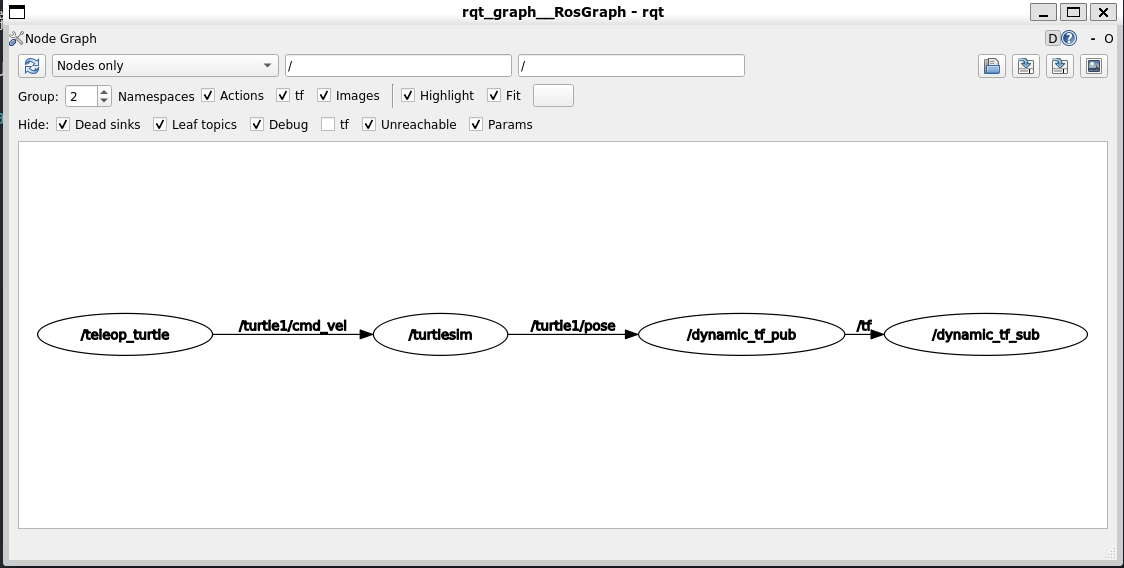 rqt_graph__RosGraph - rqt
Node Graph D ? - O
Nodes only / /
Group: 2 Namespaces Actions tf Images Highlight Fit
Hide: Dead sinks Leaf topics Debug tf Unreachable Params
/teleop_turtle /turtle1/cmd_vel /turtlesim /turtle1/pose /dynamic_tf_pub /tf /dynamic_tf_sub